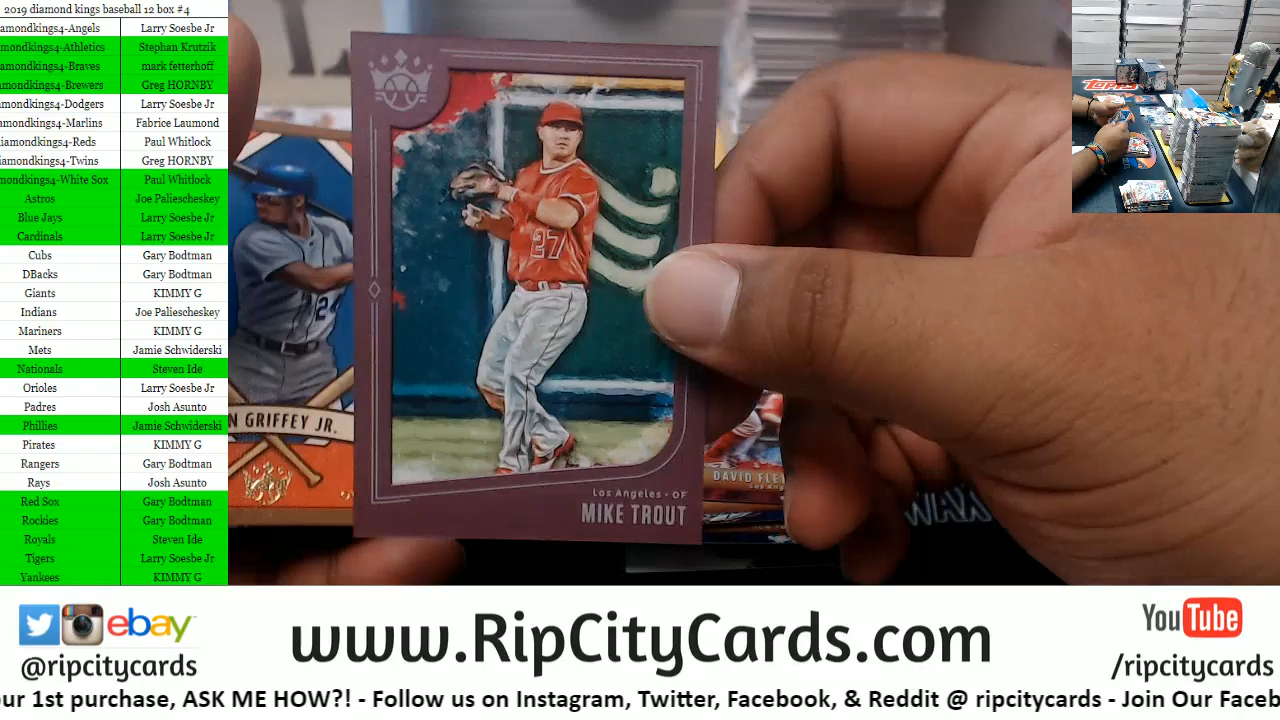 2019 diamond kings baseball 12 box #4
amondkings4-Angels Larry Soesbe Jr
mondkings4-Athletics Stephan Krutzik
amondkings4-Braves mark fetterhoff
amondkings4-Brewers Greg HORNBY
amondkings4-Dodgers Larry Soesbe Jr
amondkings4-Marlins Fabrice Laumond
iamondkings4-Reds Paul Whitlock
iamondkings4-Twins Greg HORNBY
mondkings4-White Sox Paul Whitlock
Astros Joe Paliescheskey
Blue Jays Larry Soesbe Jr
Cardinals Larry Soesbe Jr
Cubs Gary Bodtman
DBacks Gary Bodtman
Giants KIMMY G
Indians Joe Paliescheskey
Mariners KIMMY G
Mets Jamie Schwiderski
Nationals Steven Ide
Orioles Larry Soesbe Jr
Padres Josh Asunto
Phillies Jamie Schwiderski
Pirates KIMMY G
Rangers Gary Bodtman
Rays Josh Asunto
Red Sox Gary Bodtman
Rockies Gary Bodtman
Royals Steven Ide
Tigers Larry Soesbe Jr
Yankees KIMMY G
27
Los Angeles · OF
MIKE TROUT
24
N GRIFFEY JR.
DAVID FLE
WAX
Topps
ebay
@ripcitycards
www.RipCityCards.com
YouTube
/ripcitycards
our 1st purchase, ASK ME HOW?! - Follow us on Instagram, Twitter, Facebook, & Reddit @ ripcitycards - Join Our Faceb